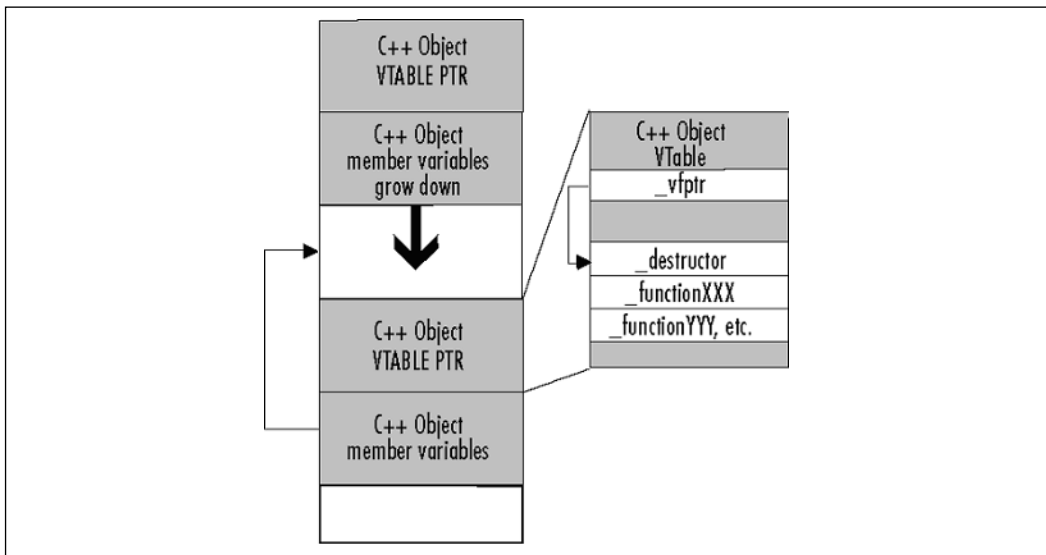 C++ Object
VTABLE PTR
C++ Object
member variables
grow down
C++ Object
VTABLE PTR
C++ Object
member variables
C++ Object
VTable
_vfptr
_destructor
_functionXXX
_functionYYY, etc.